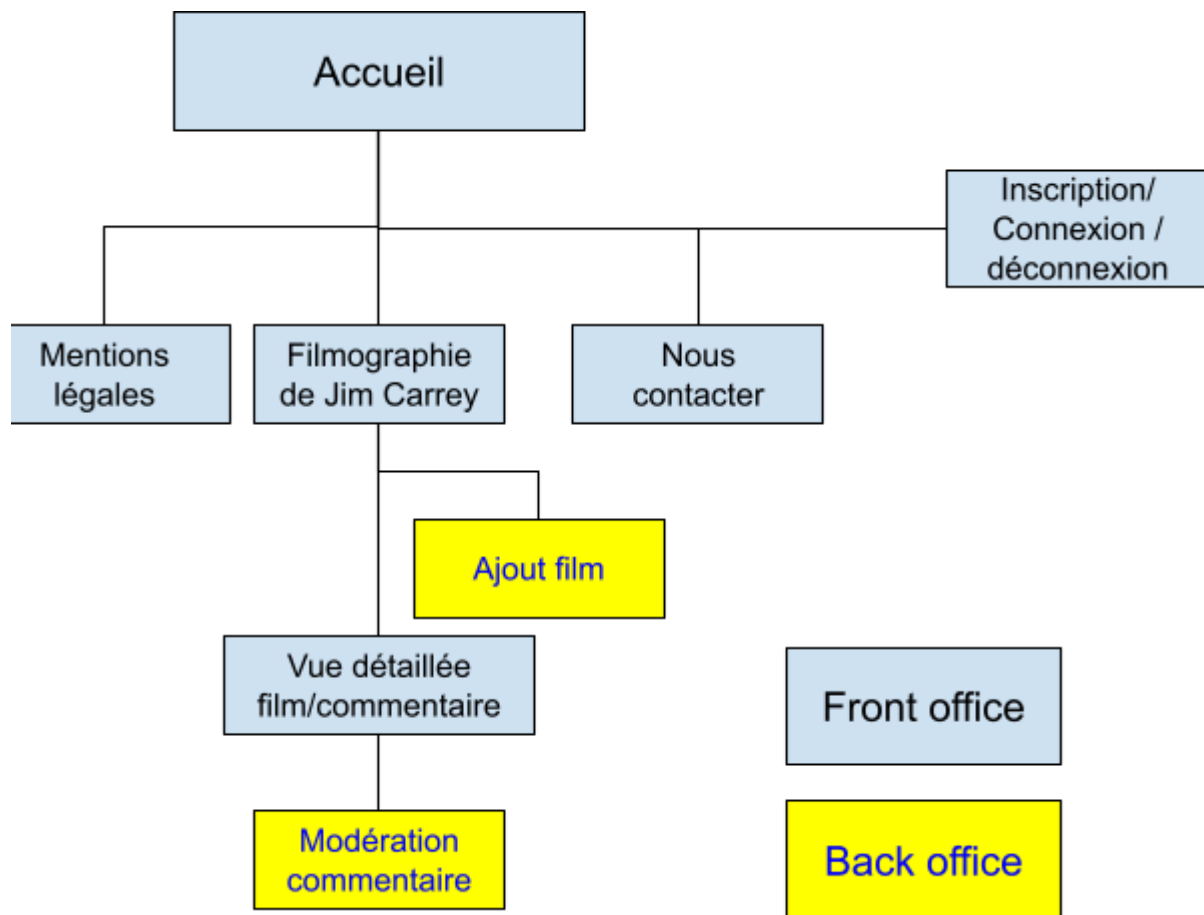 Accueil
Inscription/
Connexion /
déconnexion
Mentions
légales
Filmographie
de Jim Carrey
Nous
contacter
Ajout film
Vue détaillée
film/commentaire
Front office
Modération
commentaire
Back office